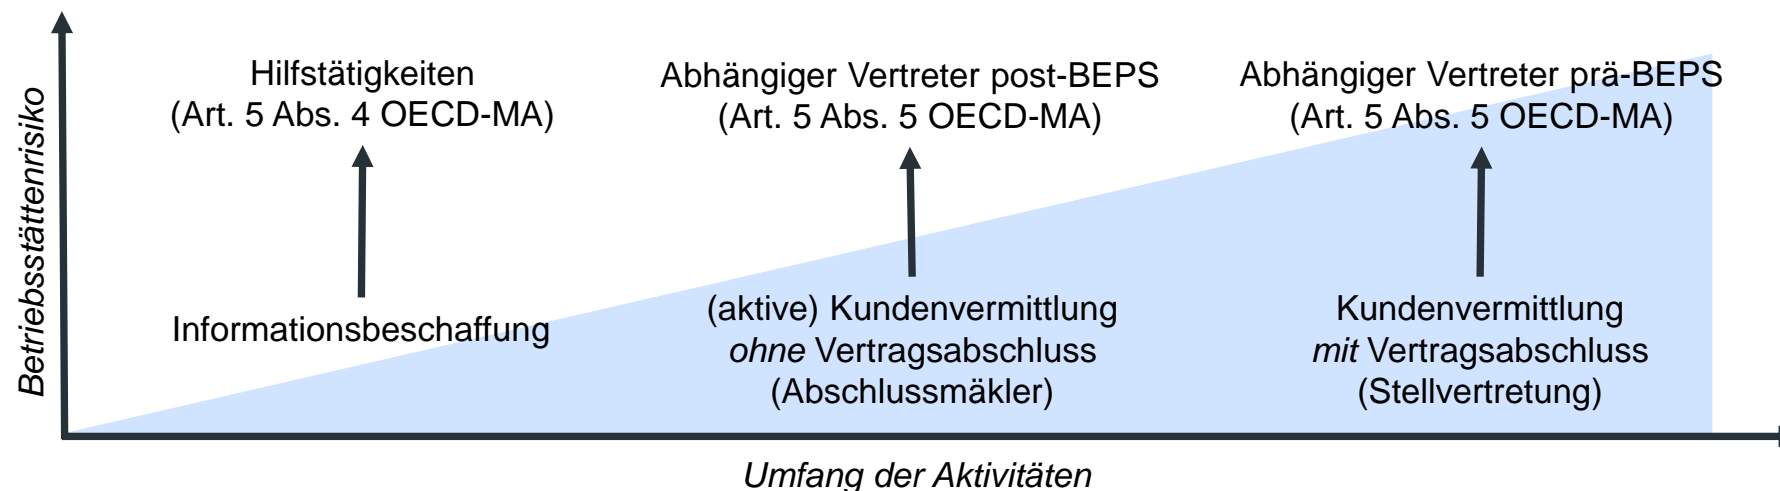 Betriebsstättenrisiko
Hilfstätigkeiten
(Art. 5 Abs. 4 OECD-MA)
Abhängiger Vertreter post-BEPS
(Art. 5 Abs. 5 OECD-MA)
Abhängiger Vertreter prä-BEPS
(Art. 5 Abs. 5 OECD-MA)
Informationsbeschaffung
(aktive) Kundenvermittlung
ohne Vertragsabschluss
(Abschlussmäkler)
Kundenvermittlung
mit Vertragsabschluss
(Stellvertretung)
Umfang der Aktivitäten